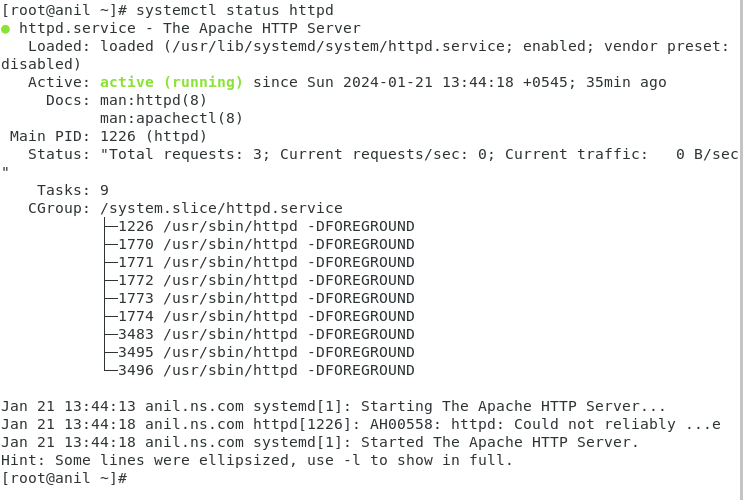 [root@anil ~]# systemctl status httpd
● httpd.service - The Apache HTTP Server
   Loaded: loaded (/usr/lib/systemd/system/httpd.service; enabled; vendor preset:
disabled)
   Active: active (running) since Sun 2024-01-21 13:44:18 +0545; 35min ago
     Docs: man:httpd(8)
           man:apachectl(8)
 Main PID: 1226 (httpd)
   Status: "Total requests: 3; Current requests/sec: 0; Current traffic:   0 B/sec
"
    Tasks: 9
   CGroup: /system.slice/httpd.service
           ├─1226 /usr/sbin/httpd -DFOREGROUND
           ├─1770 /usr/sbin/httpd -DFOREGROUND
           ├─1771 /usr/sbin/httpd -DFOREGROUND
           ├─1772 /usr/sbin/httpd -DFOREGROUND
           ├─1773 /usr/sbin/httpd -DFOREGROUND
           ├─1774 /usr/sbin/httpd -DFOREGROUND
           ├─3483 /usr/sbin/httpd -DFOREGROUND
           ├─3495 /usr/sbin/httpd -DFOREGROUND
           └─3496 /usr/sbin/httpd -DFOREGROUND

Jan 21 13:44:13 anil.ns.com systemd[1]: Starting The Apache HTTP Server...
Jan 21 13:44:18 anil.ns.com httpd[1226]: AH00558: httpd: Could not reliably ...e
Jan 21 13:44:18 anil.ns.com systemd[1]: Started The Apache HTTP Server.
Hint: Some lines were ellipsized, use -l to show in full.
[root@anil ~]#